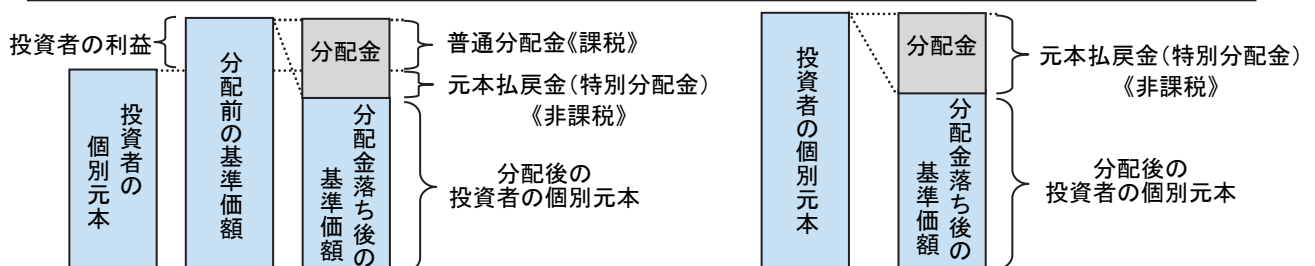 投資者の利益
投資者の
個別元本
分配前の基準価額
分配金
分配金落ち後の
基準価額
普通分配金《課税》
元本払戻金(特別分配金)
《非課税》
分配後の
投資者の個別元本
投資者の個別元本
分配金
分配金落ち後の
基準価額
元本払戻金(特別分配金)
《非課税》
分配後の
投資者の個別元本